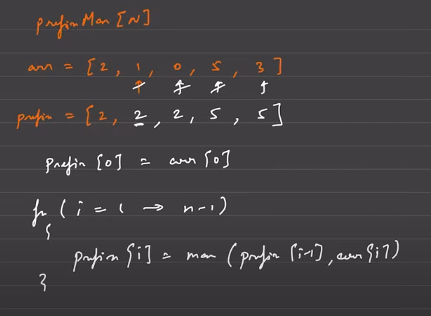 prefixMax [N]
arr = [2, 1, 0, 5, 3]
prefix = [2, 2, 2, 5, 5]
prefix [0] = arr [0]
for (i = 1 → n-1)
{
prefix [i] = max (prefix [i-1], arr [i])
}